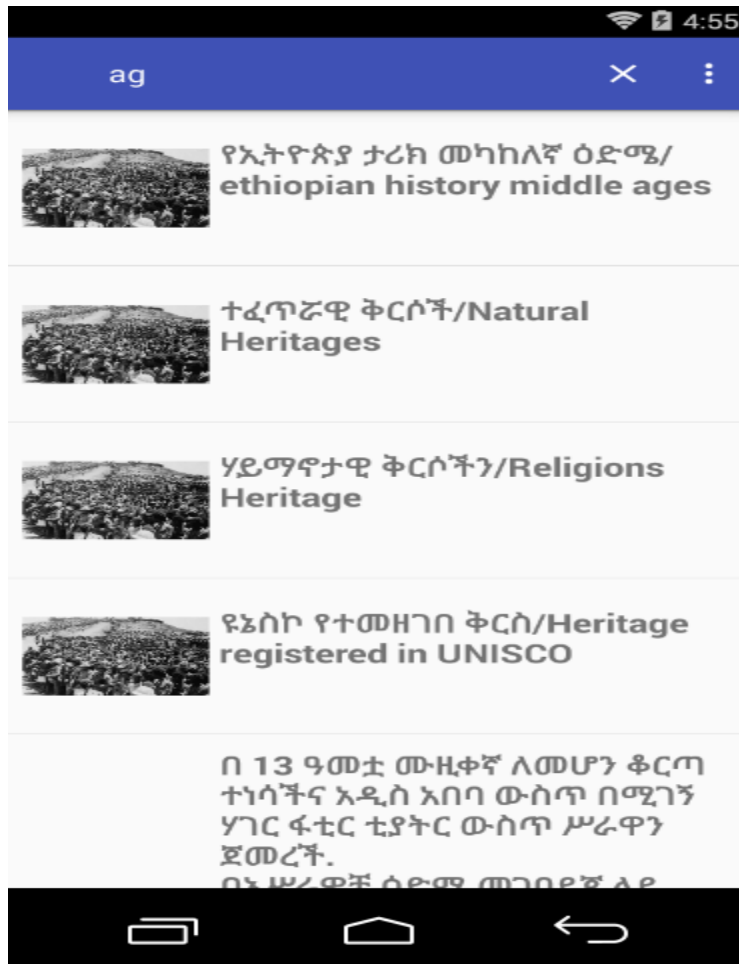 4:55
ag
የኢትዮጵያ ታሪክ መካከለኛ ዕድሜ/
ethiopian history middle ages
ተፈጥሯዊ ቅርሶች/Natural
Heritages
ሃይማኖታዊ ቅርሶችን/Religions
Heritage
ዩኔስኮ የተመዘገበ ቅርስ/Heritage
registered in UNISCO
በ 13 ዓመቷ ሙዚቀኛ ለመሆን ቆርጣ
ተነሳችና አዲስ አበባ ውስጥ በሚገኝ
ሃገር ፋቲር ቲያትር ውስጥ ሥራዋን
ጀመረች.